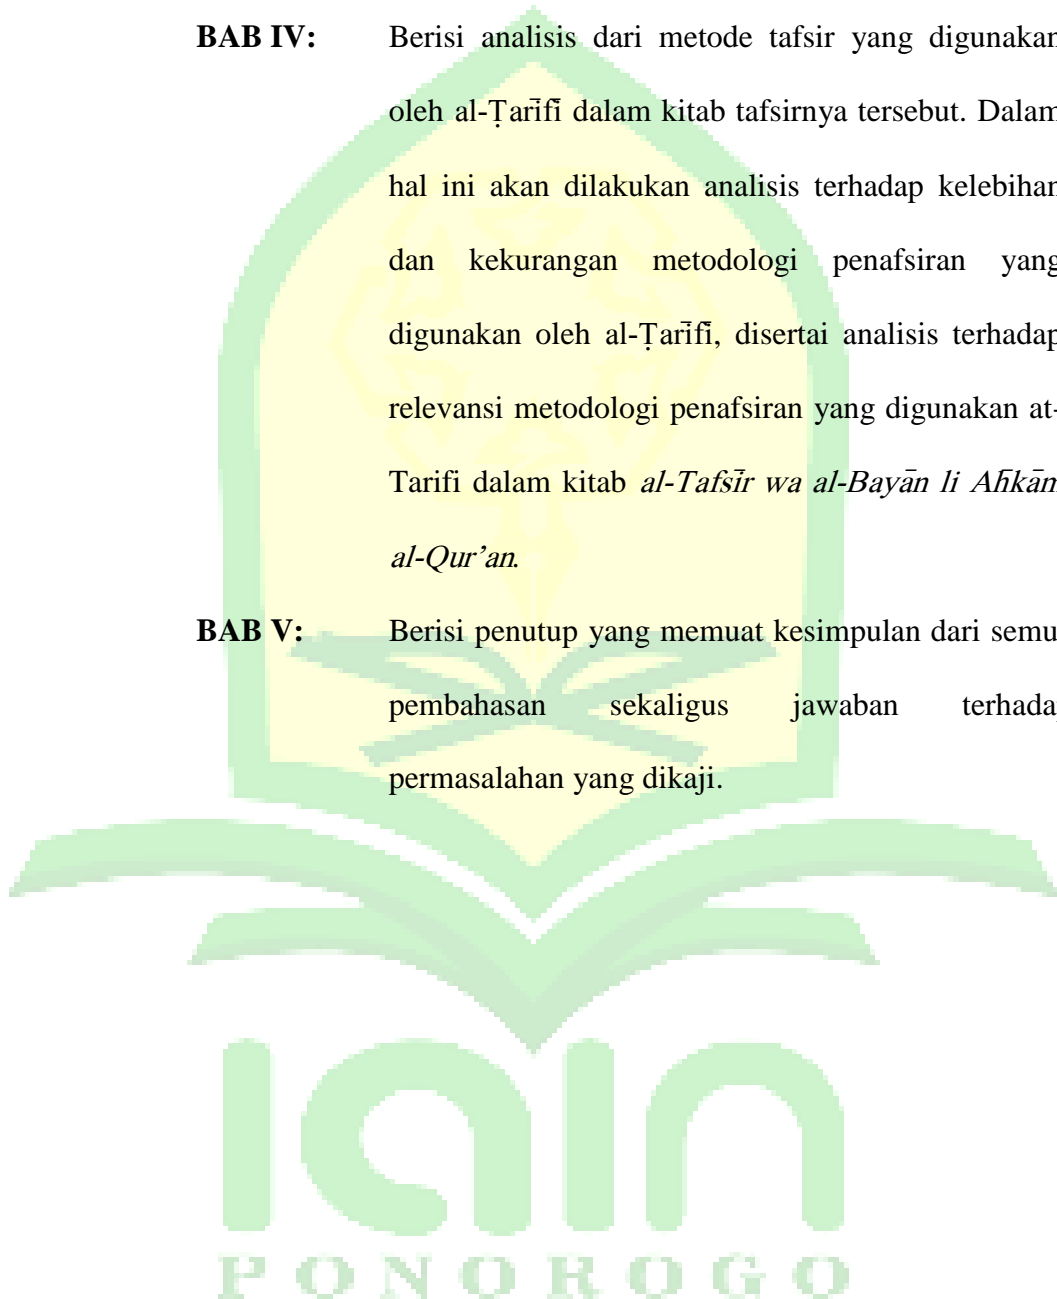 BAB IV: Berisi analisis dari metode tafsir yang digunakan
oleh al-Ṭarīfī dalam kitab tafsirnya tersebut. Dalam
hal ini akan dilakukan analisis terhadap kelebihan
dan kekurangan metodologi penafsiran yang
digunakan oleh al-Ṭarīfī, disertai analisis terhadap
relevansi metodologi penafsiran yang digunakan at-
Tarifi dalam kitab al-Tafsīr wa al-Bayān li Aḥkām
al-Qur’an.
BAB V: Berisi penutup yang memuat kesimpulan dari semu
pembahasan sekaligus jawaban terhadap
permasalahan yang dikaji.
IAIN
PONOROGO